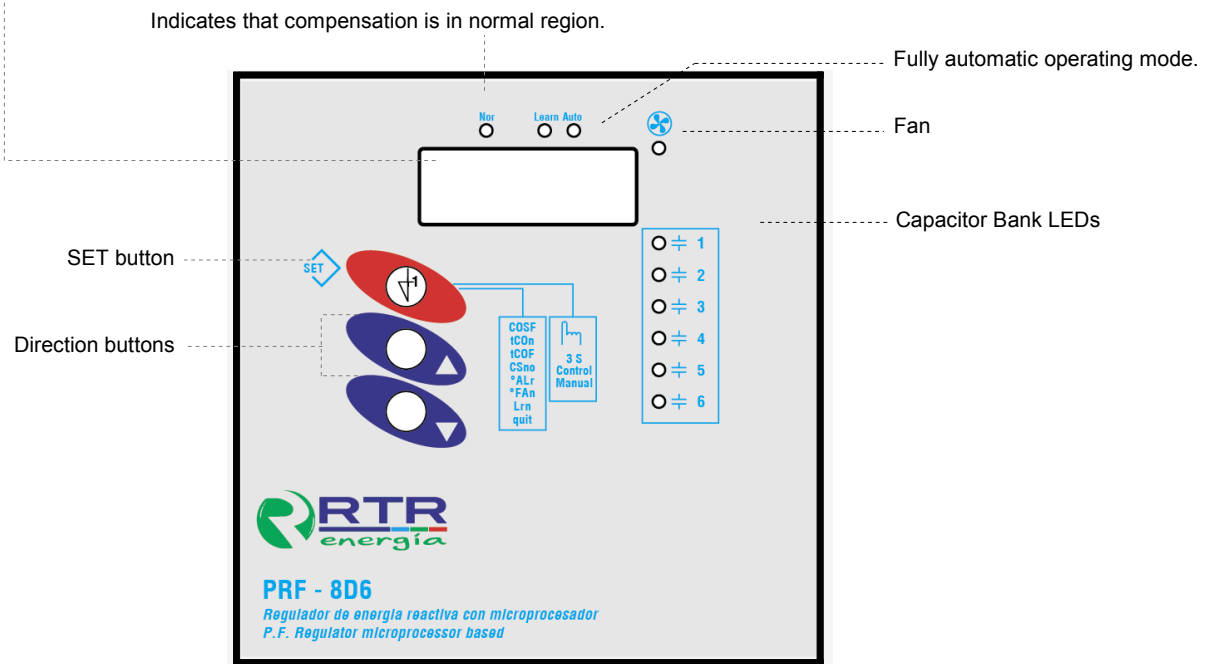 Indicates that compensation is in normal region.
Fully automatic operating mode.
Nor
Learn Auto
Fan
Capacitor Bank LEDs
SET button
SET
1
Direction buttons
COSF
tCOn
tCOF
CSno
°ALr
°FAn
Lrn
quit
3 S
Control
Manual
1
2
3
4
5
6
RTR
energía
PRF - 8D6
Regulador de energia reactiva con microprocesador
P.F. Regulator microprocessor based